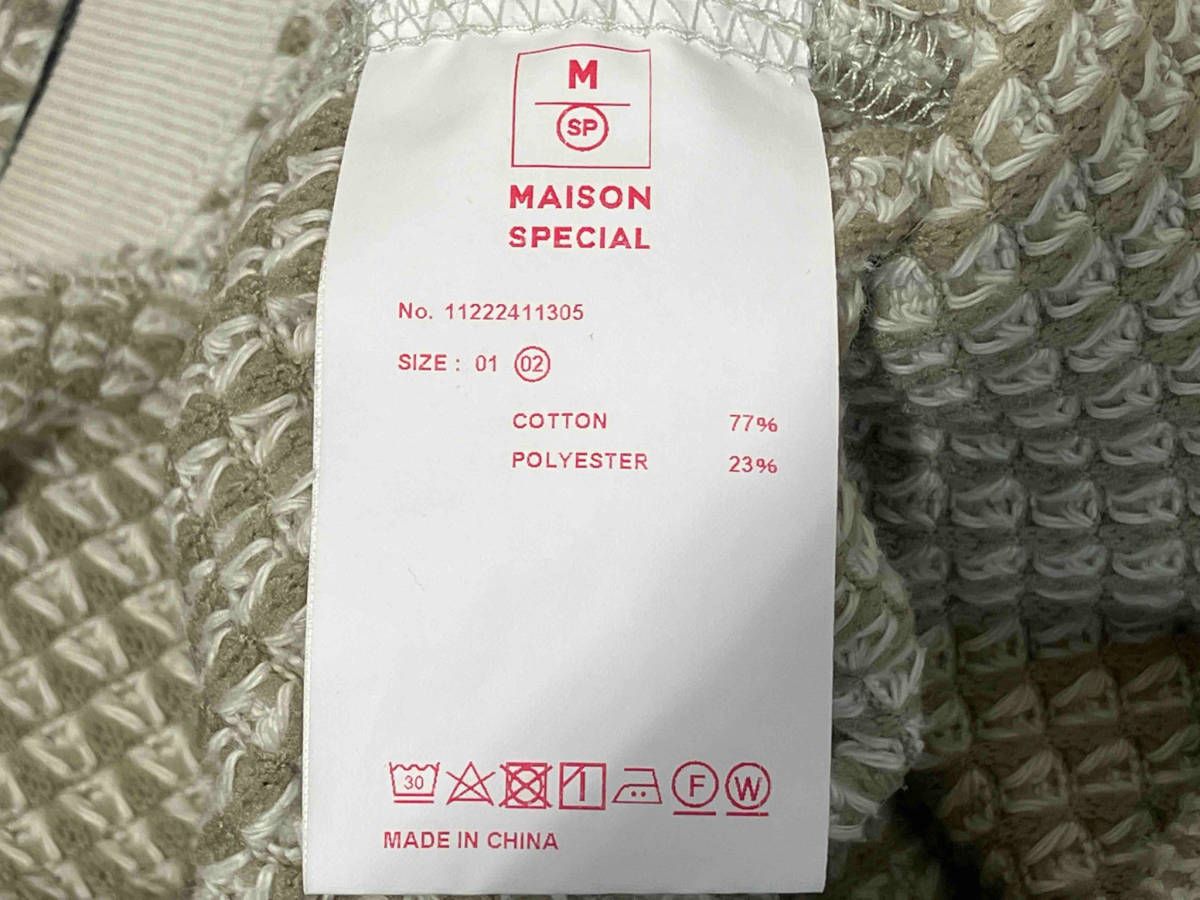 M
SP
MAISON
SPECIAL
No. 11222411305
SIZE : 01 02
COTTON 77%
POLYESTER 23%
30 F W
MADE IN CHINA